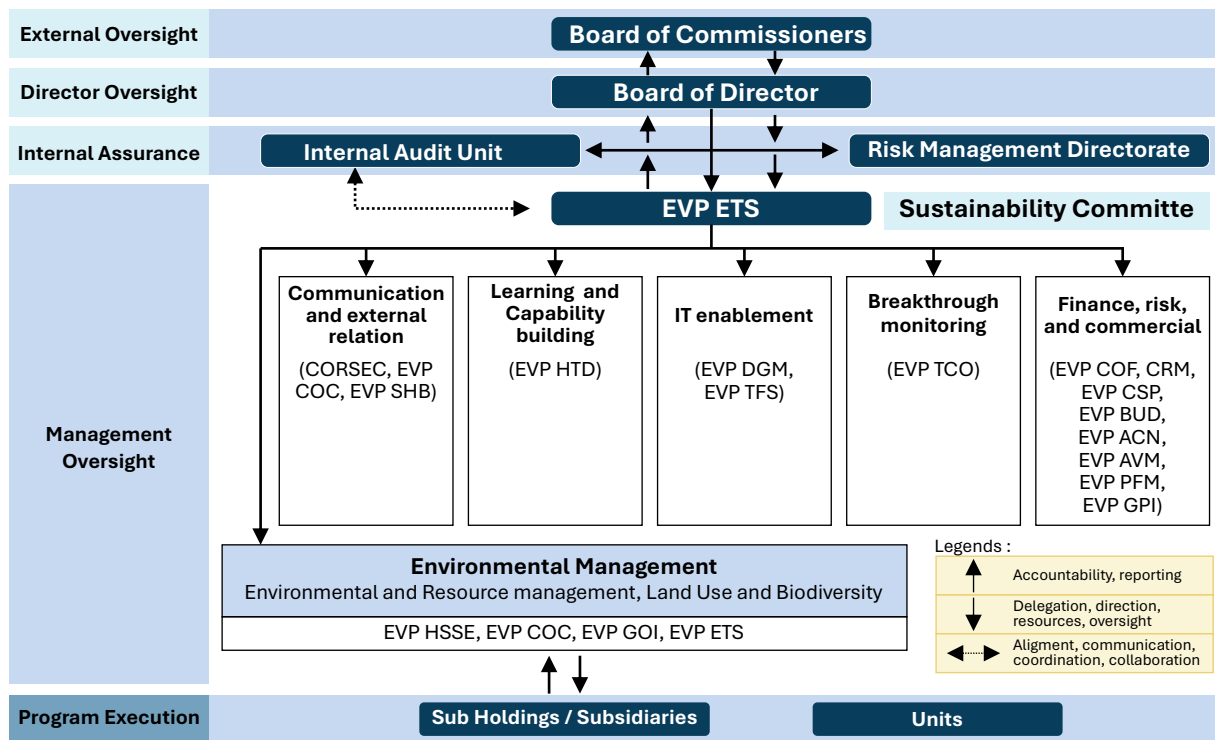 External Oversight
Board of Commissioners
Director Oversight
Board of Director
Internal Assurance
Internal Audit Unit
Risk Management Directorate
EVP ETS
Sustainability Committe
Management
Oversight
Communication
and external
relation
(CORSEC, EVP
COC, EVP SHB)
Learning and
Capability
building
(EVP HTD)
IT enablement
(EVP DGM,
EVP TFS)
Breakthrough
monitoring
(EVP TCO)
Finance, risk,
and commercial
(EVP COF, CRM,
EVP CSP,
EVP BUD,
EVP ACN,
EVP AVM,
EVP PFM,
EVP GPI)
Environmental Management
Environmental and Resource management, Land Use and Biodiversity
EVP HSSE, EVP COC, EVP GOI, EVP ETS
Legends :
Accountability, reporting
Delegation, direction,
resources, oversight
Aligment, communication,
coordination, collaboration
Program Execution
Sub Holdings / Subsidiaries
Units